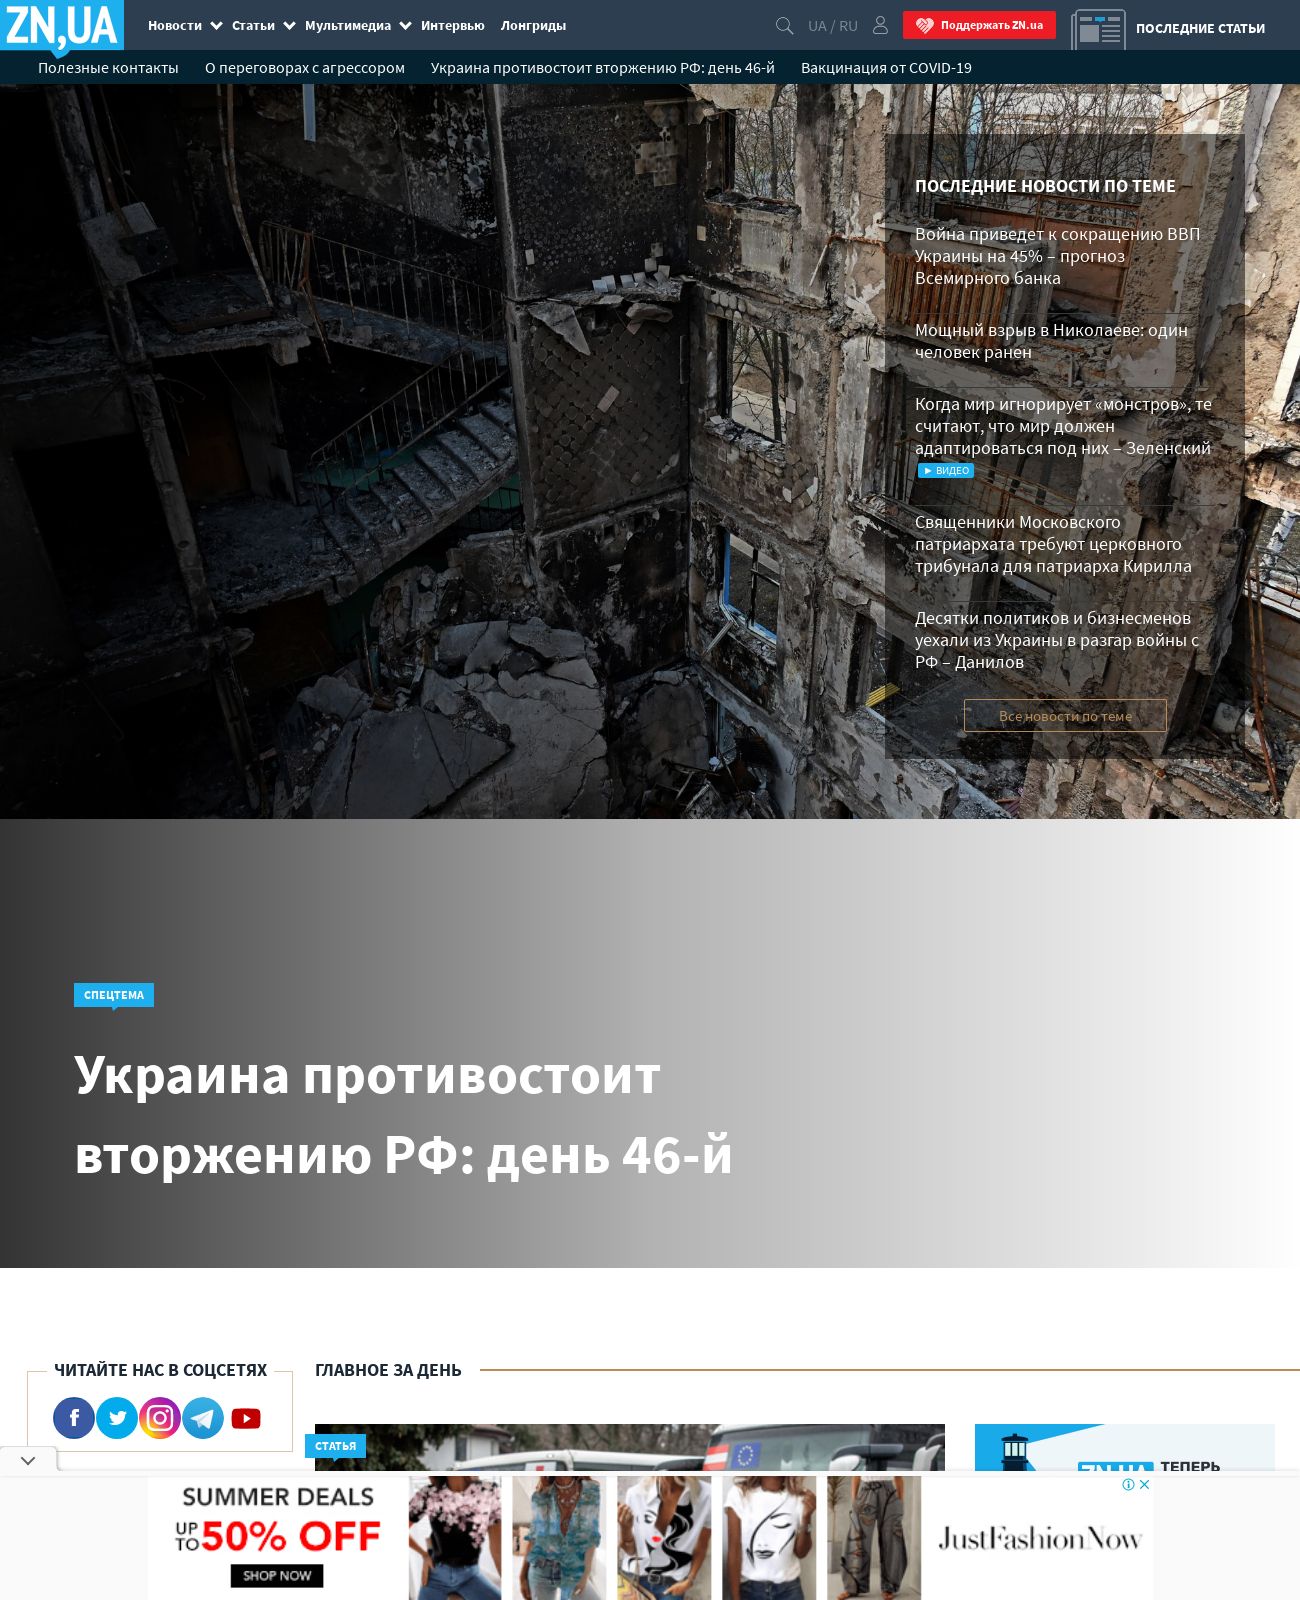 ZN,UA
Новости Статьи Мультимедиа Интервью Лонгриды
UA / RU
Поддержать ZN.ua
ПОСЛЕДНИЕ СТАТЬИ
Полезные контакты О переговорах с агрессором Украина противостоит вторжению РФ: день 46-й Вакцинация от COVID-19
ПОСЛЕДНИЕ НОВОСТИ ПО ТЕМЕ
Война приведет к сокращению ВВП
Украины на 45% – прогноз
Всемирного банка
Мощный взрыв в Николаеве: один
человек ранен
Когда мир игнорирует «монстров», те
считают, что мир должен
адаптироваться под них – Зеленский
ВИДЕО
Священники Московского
патриархата требуют церковного
трибунала для патриарха Кирилла
Десятки политиков и бизнесменов
уехали из Украины в разгар войны с
РФ – Данилов
Все новости по теме
СПЕЦТЕМА
Украина противостоит
вторжению РФ: день 46-й
ЧИТАЙТЕ НАС В СОЦСЕТЯХ
ГЛАВНОЕ ЗА ДЕНЬ
СТАТЬЯ
ZN,UA ТЕПЕРЬ
SUMMER DEALS
UP TO 50% OFF
SHOP NOW
JustFashionNow